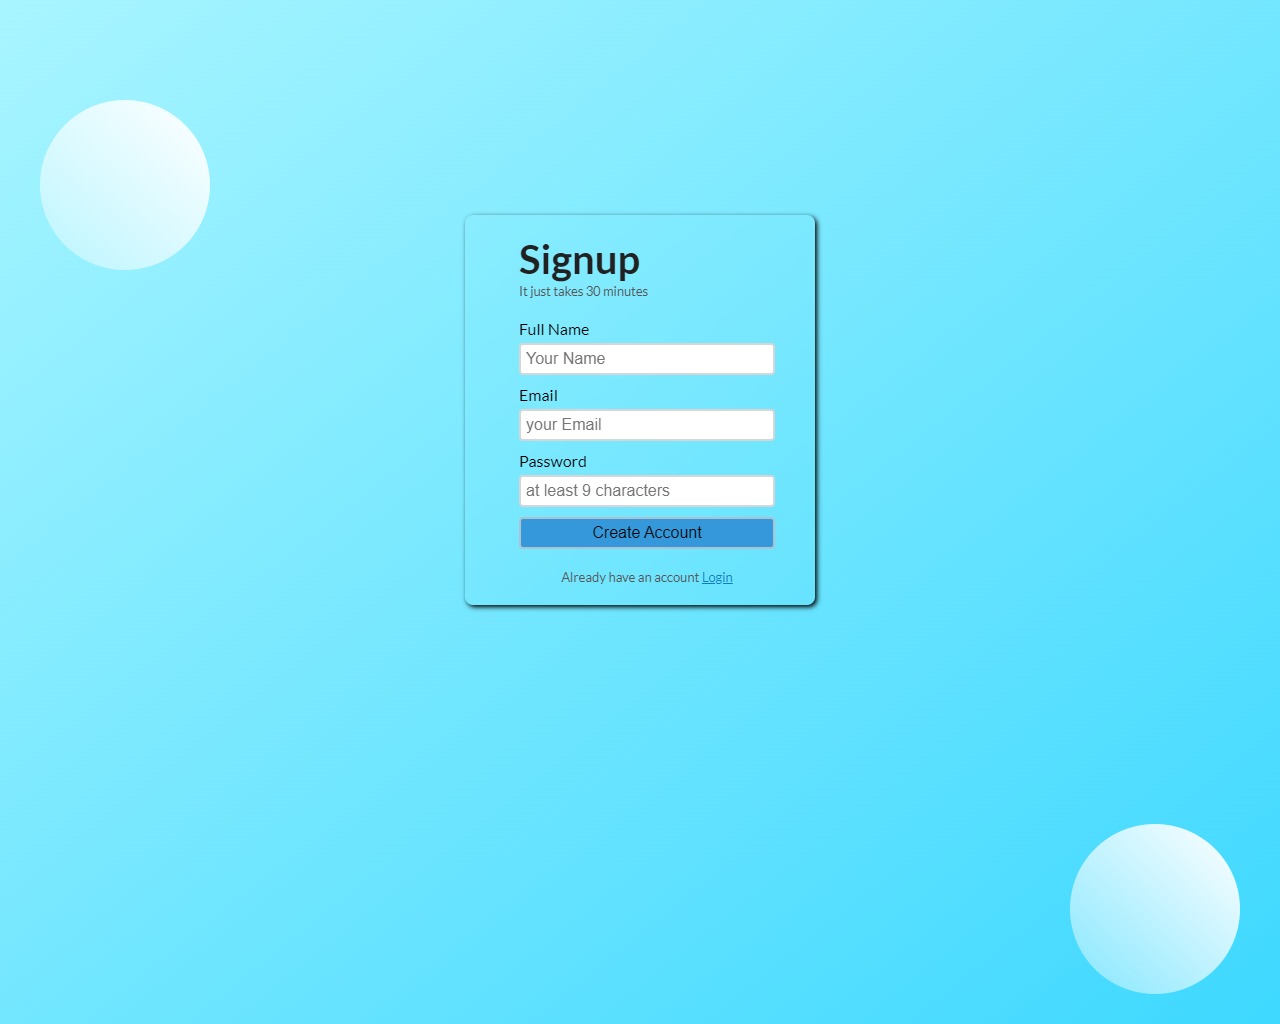 Signup
It just takes 30 minutes
Full Name
Your Name
Email
your Email
Password
at least 9 characters
Create Account
Already have an account Login